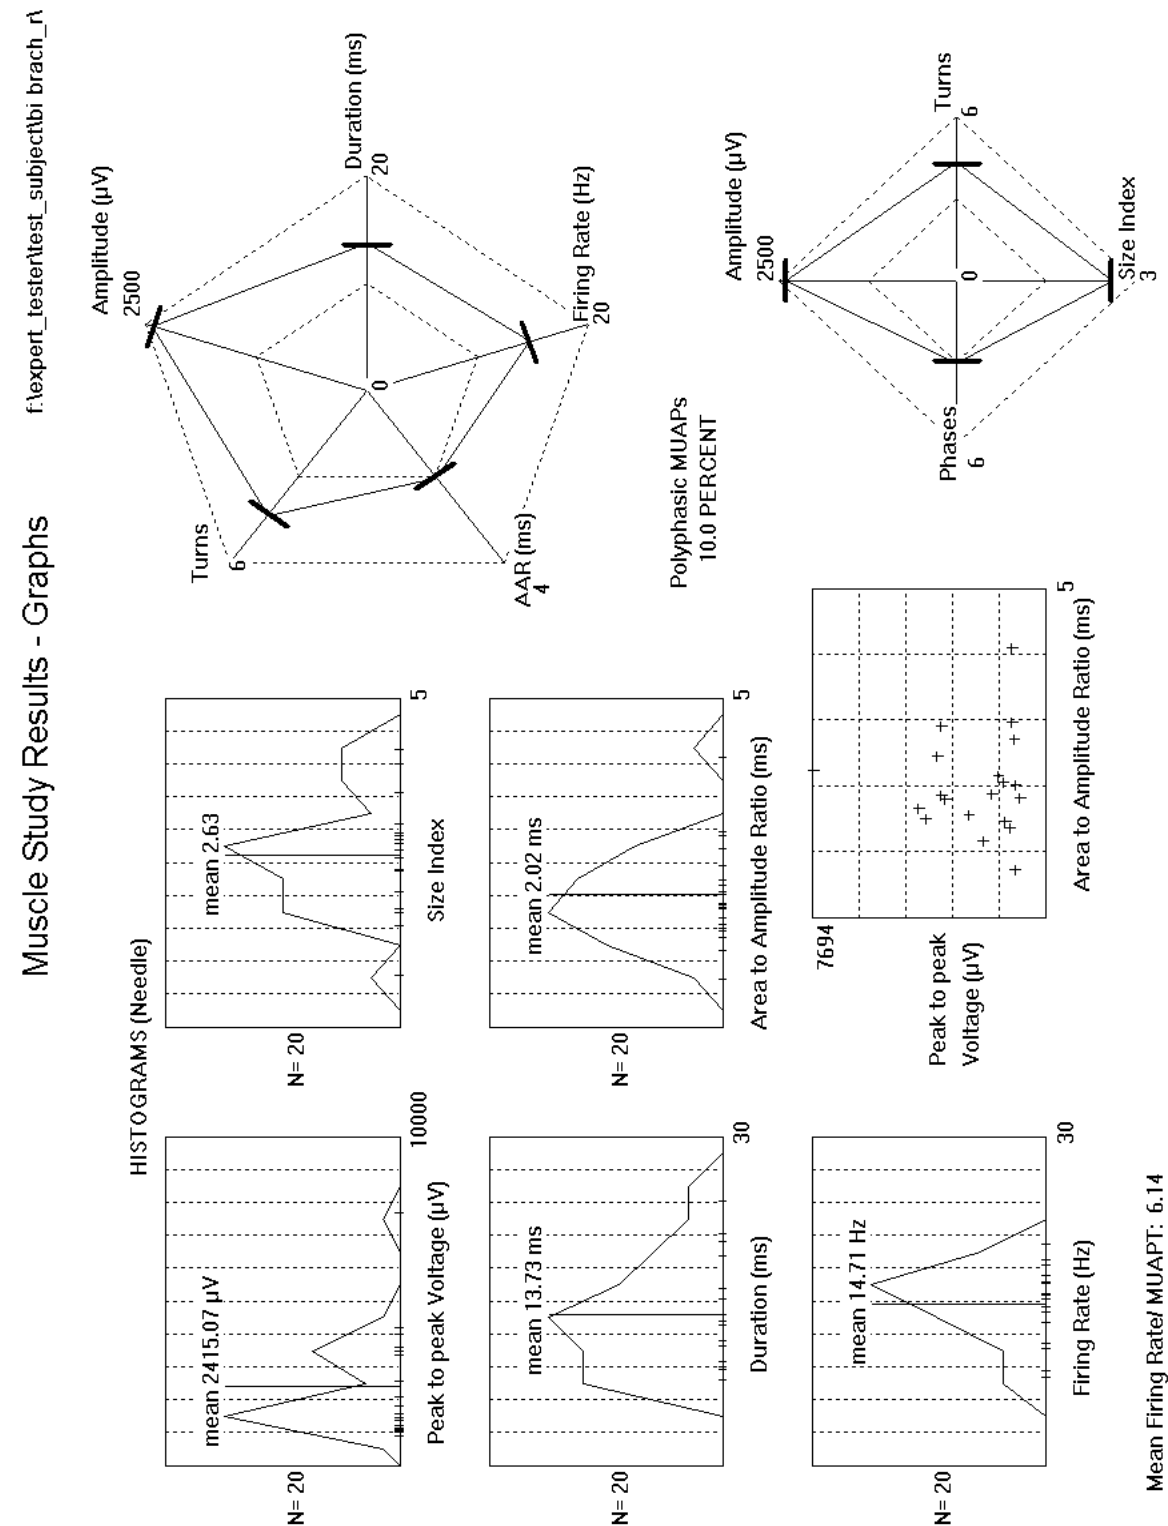 Muscle Study Results - Graphs
f:\expert_tester\test_subject\bi brach_r\
HISTOGRAMS (Needle)
N= 20
mean 2415.07 µV
10000
Peak to peak Voltage (µV)
N= 20
mean 2.63
5
Size Index
N= 20
mean 13.73 ms
30
Duration (ms)
N= 20
mean 2.02 ms
5
Area to Amplitude Ratio (ms)
N= 20
mean 14.71 Hz
30
Firing Rate (Hz)
7694
Peak to peak
Voltage (µV)
5
Area to Amplitude Ratio (ms)
Mean Firing Rate/ MUAPT: 6.14
Amplitude (µV)
2500
Duration (ms)
20
Firing Rate (Hz)
20
AAR (ms)
4
Turns
6
0
Polyphasic MUAPs
10.0 PERCENT
Amplitude (µV)
2500
Turns
6
Size Index
3
Phases
6
0